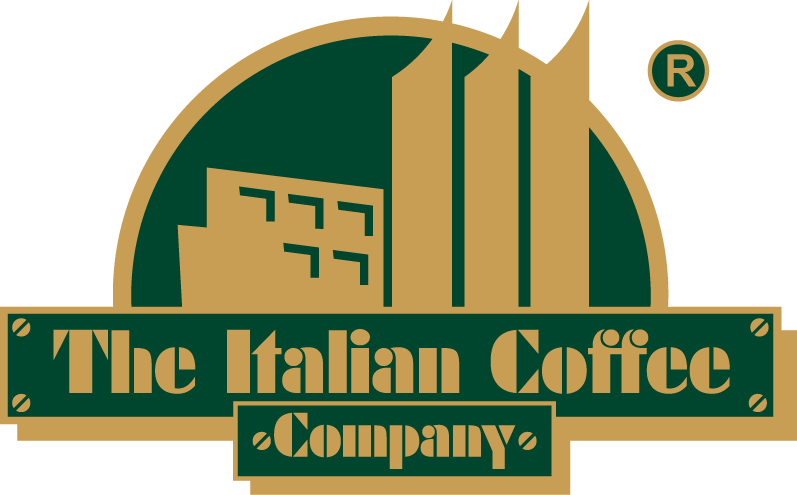 ®
The Italian Coffee
·Company·